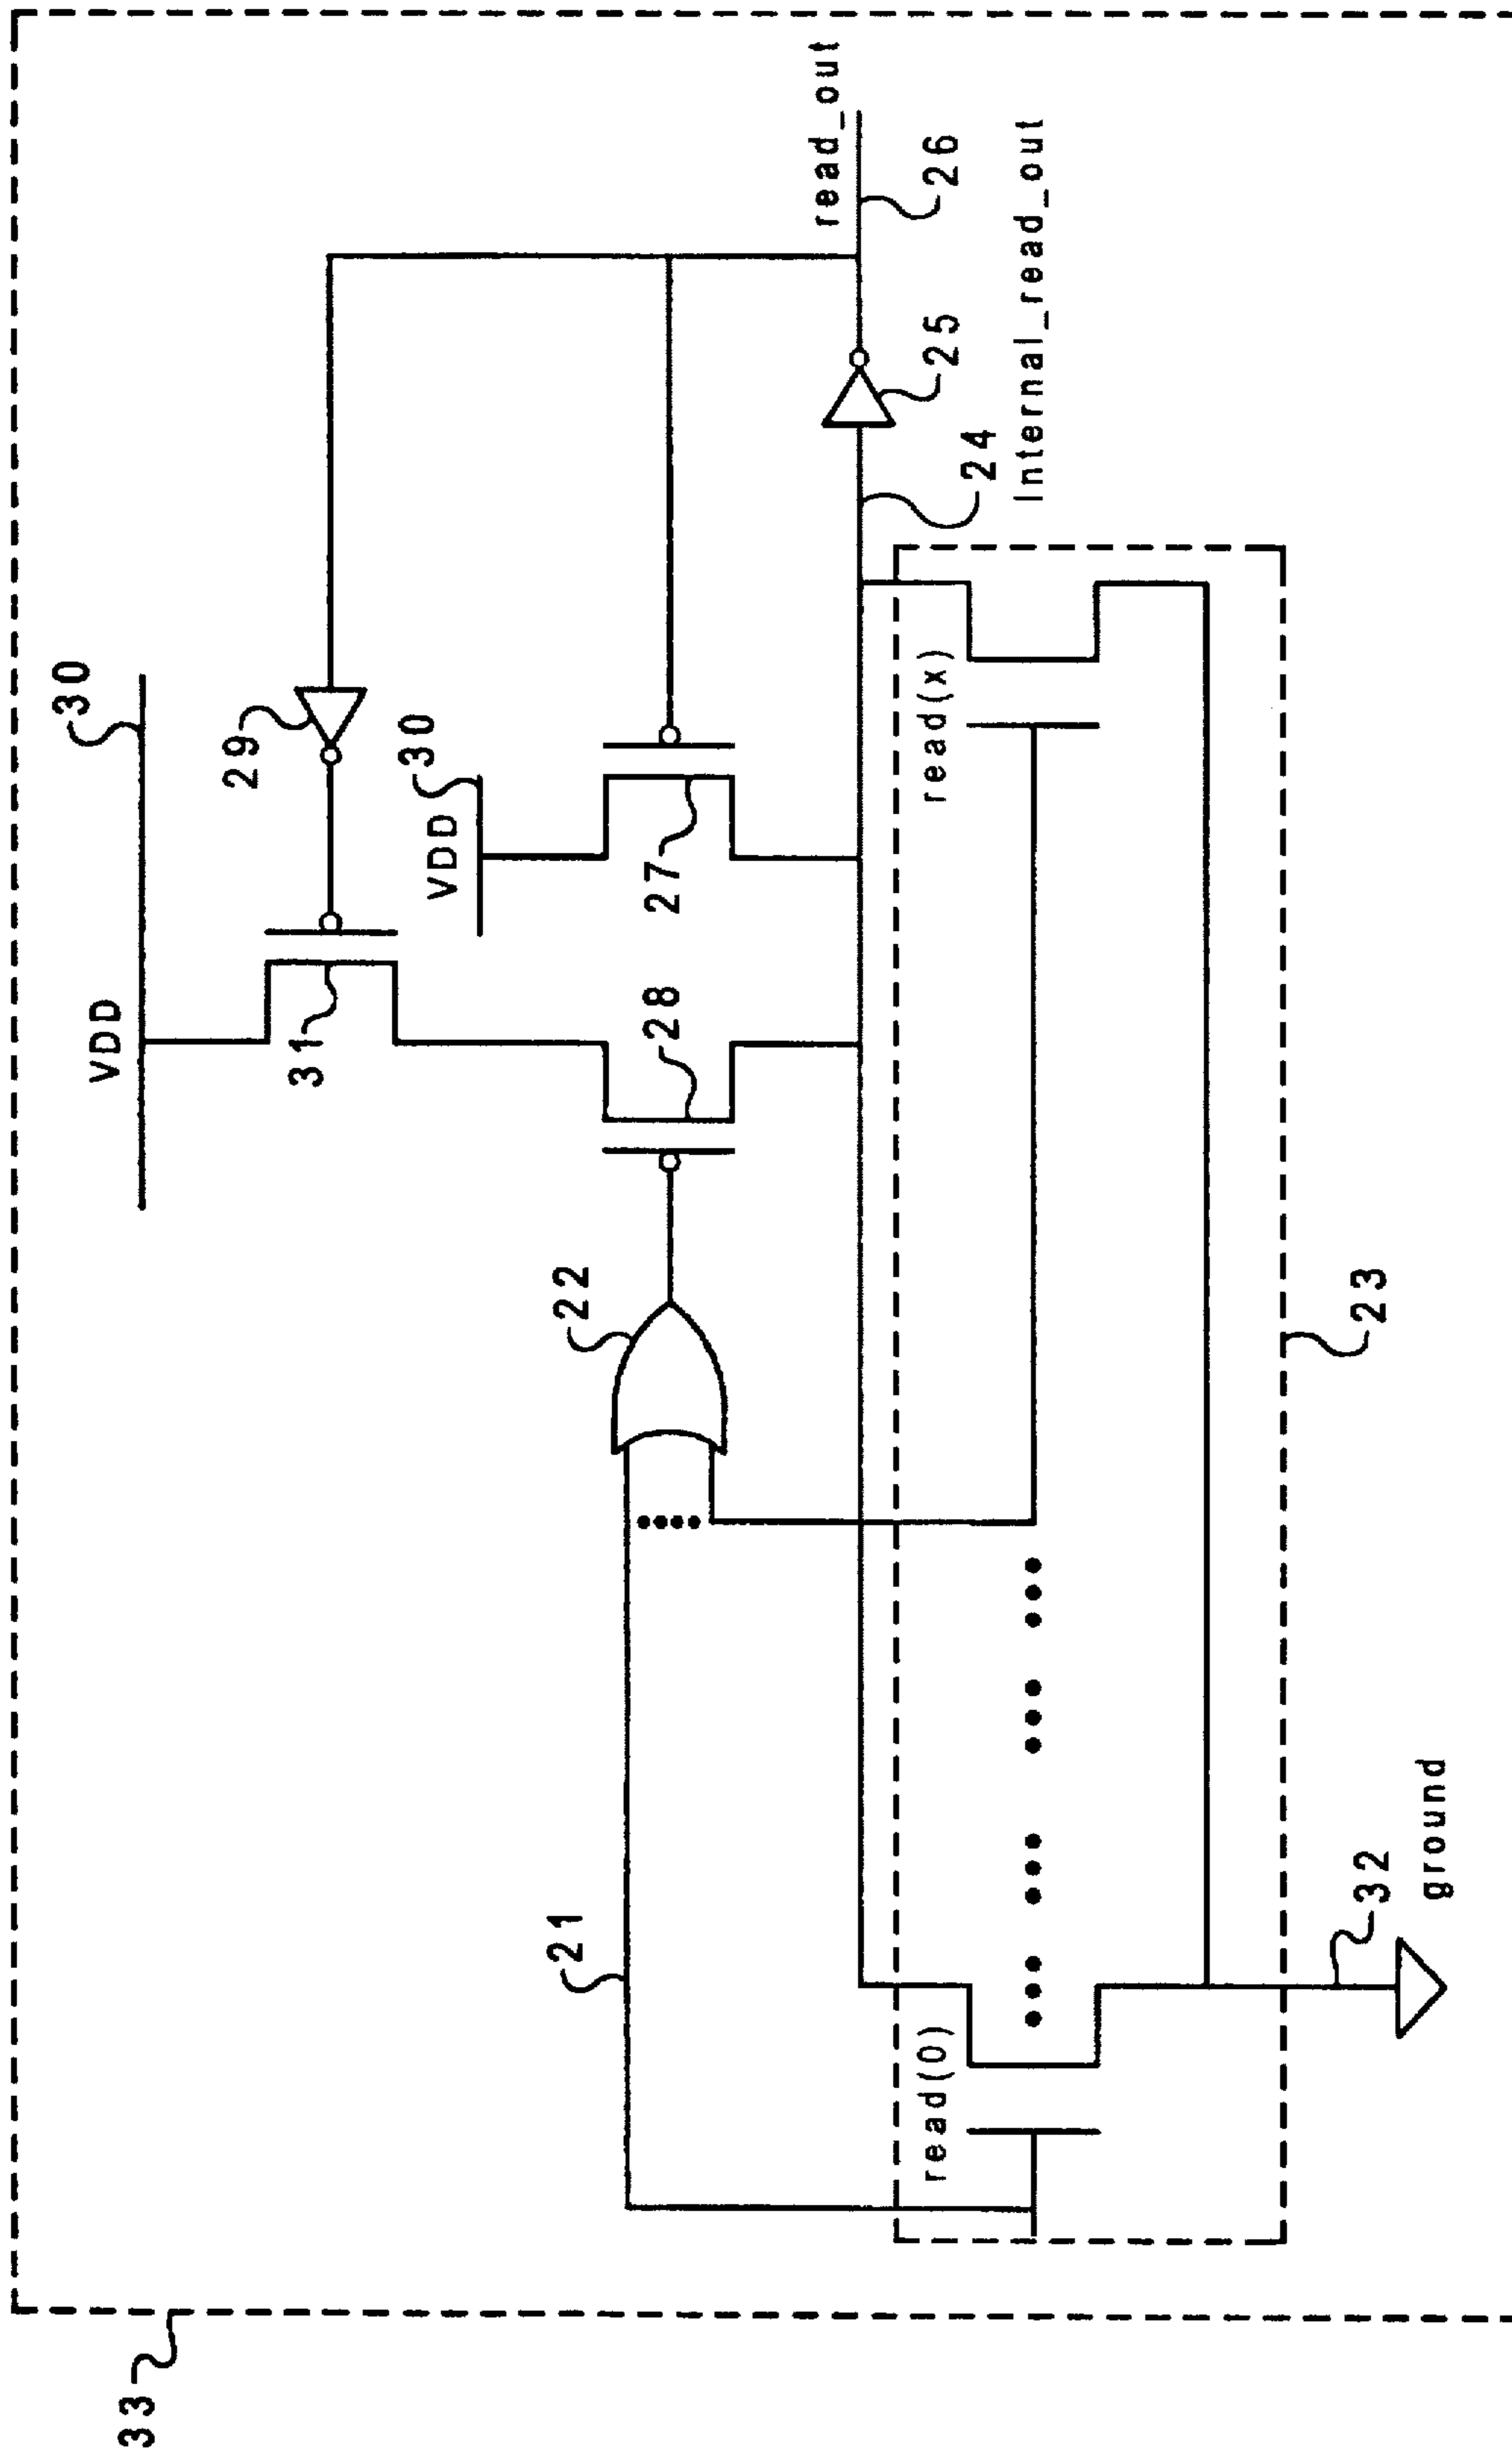 33
VDD
30
29
31
VDD
30
28
27
22
21
read_out
26
25
24
Internal_read_out
read(0)
read(x)
23
32
ground